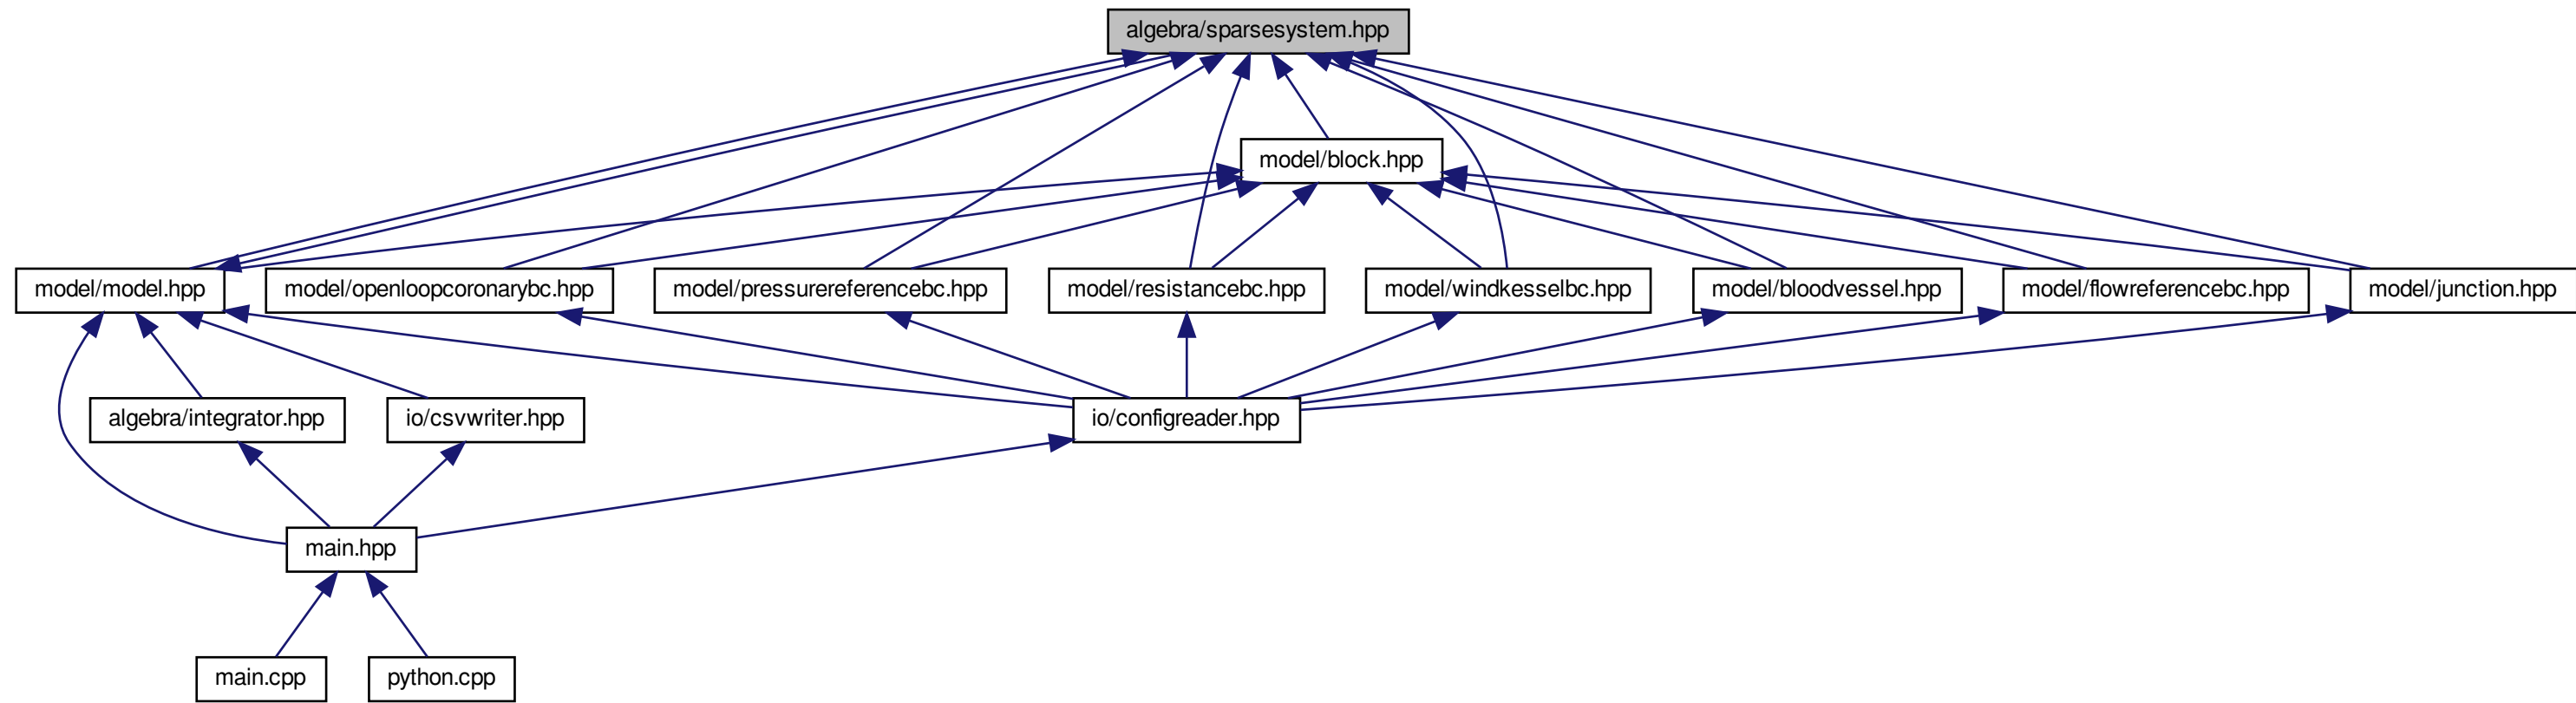 algebra/sparsesystem.hpp
model/block.hpp
model/model.hpp
model/openloopcoronarybc.hpp
model/pressurereferencebc.hpp
model/resistancebc.hpp
model/windkesselbc.hpp
model/bloodvessel.hpp
model/flowreferencebc.hpp
model/junction.hpp
algebra/integrator.hpp
io/csvwriter.hpp
io/configreader.hpp
main.hpp
main.cpp
python.cpp